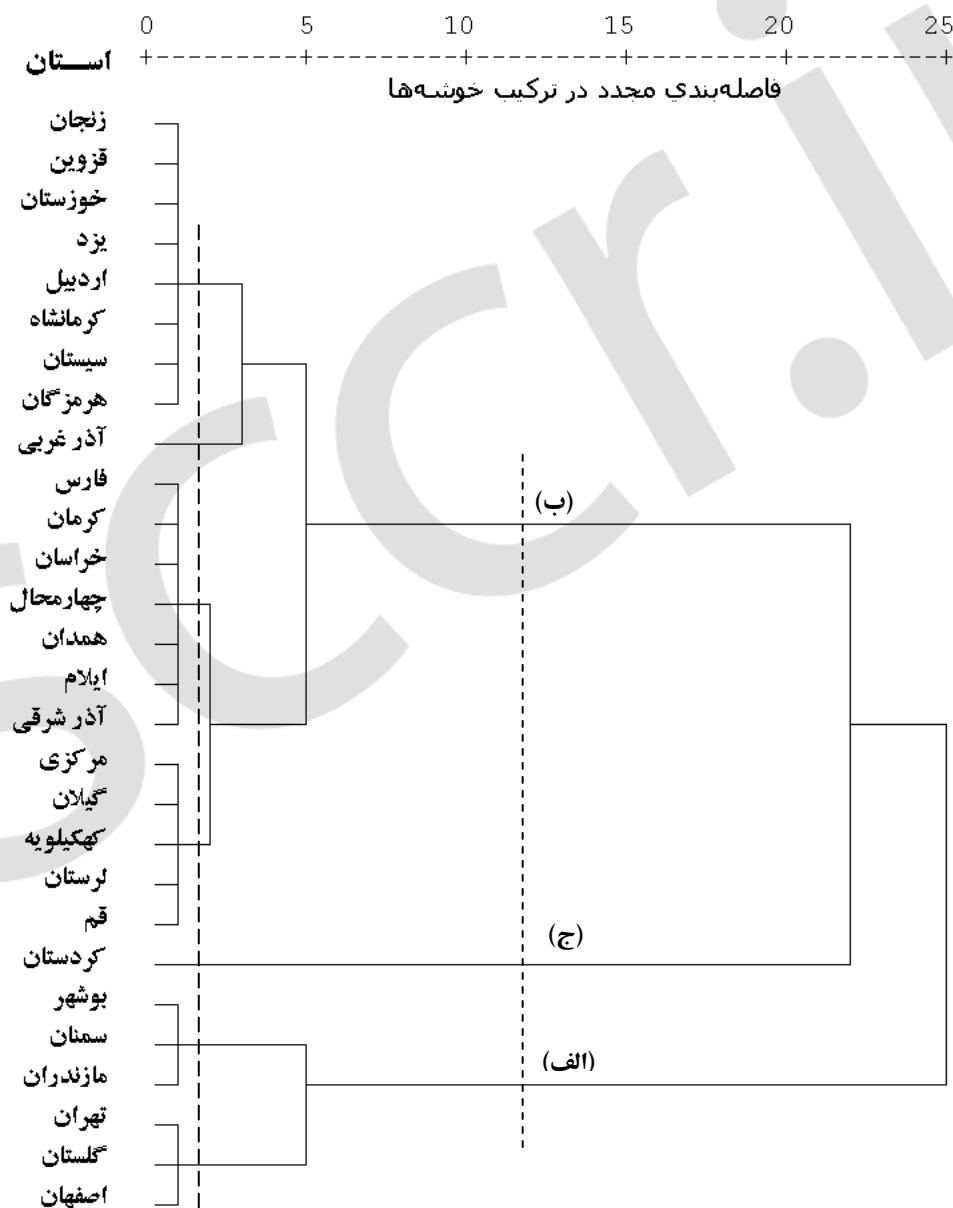 0 5 10 15 20 25
استان
فاصله‌بندي مجدد در تركيب خوشه‌ها
زنجان
قزوین
خوزستان
یزد
اردبیل
کرمانشاه
سیستان
هرمزگان
آذر غربی
فارس
(ب)
کرمان
خراسان
چهارمحال
همدان
ایلام
آذر شرقی
مرکزی
گیلان
کهکیلویه
لرستان
قم
(ج)
کردستان
بوشهر
سمنان
(الف)
مازندران
تهران
گلستان
اصفهان